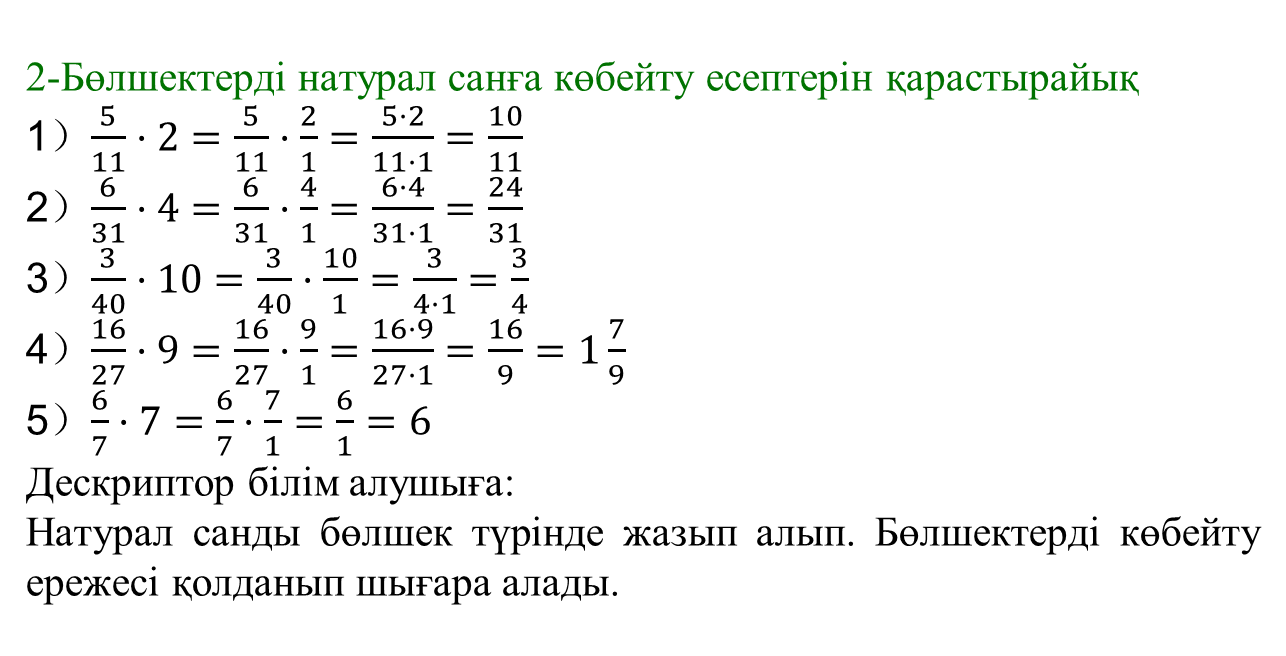 2-Бөлшектерді натурал санға көбейту есептерін қарастырайық
1） 5/11 · 2 = 5/11 · 2/1 = 5·2/11·1 = 10/11
2） 6/31 · 4 = 6/31 · 4/1 = 6·4/31·1 = 24/31
3） 3/40 · 10 = 3/40 · 10/1 = 3/4·1 = 3/4
4） 16/27 · 9 = 16/27 · 9/1 = 16·9/27·1 = 16/9 = 1 7/9
5） 6/7 · 7 = 6/7 · 7/1 = 6/1 = 6
Дескриптор білім алушыға:
Натурал санды бөлшек түрінде жазып алып. Бөлшектерді көбейту
ережесі қолданып шығара алады.